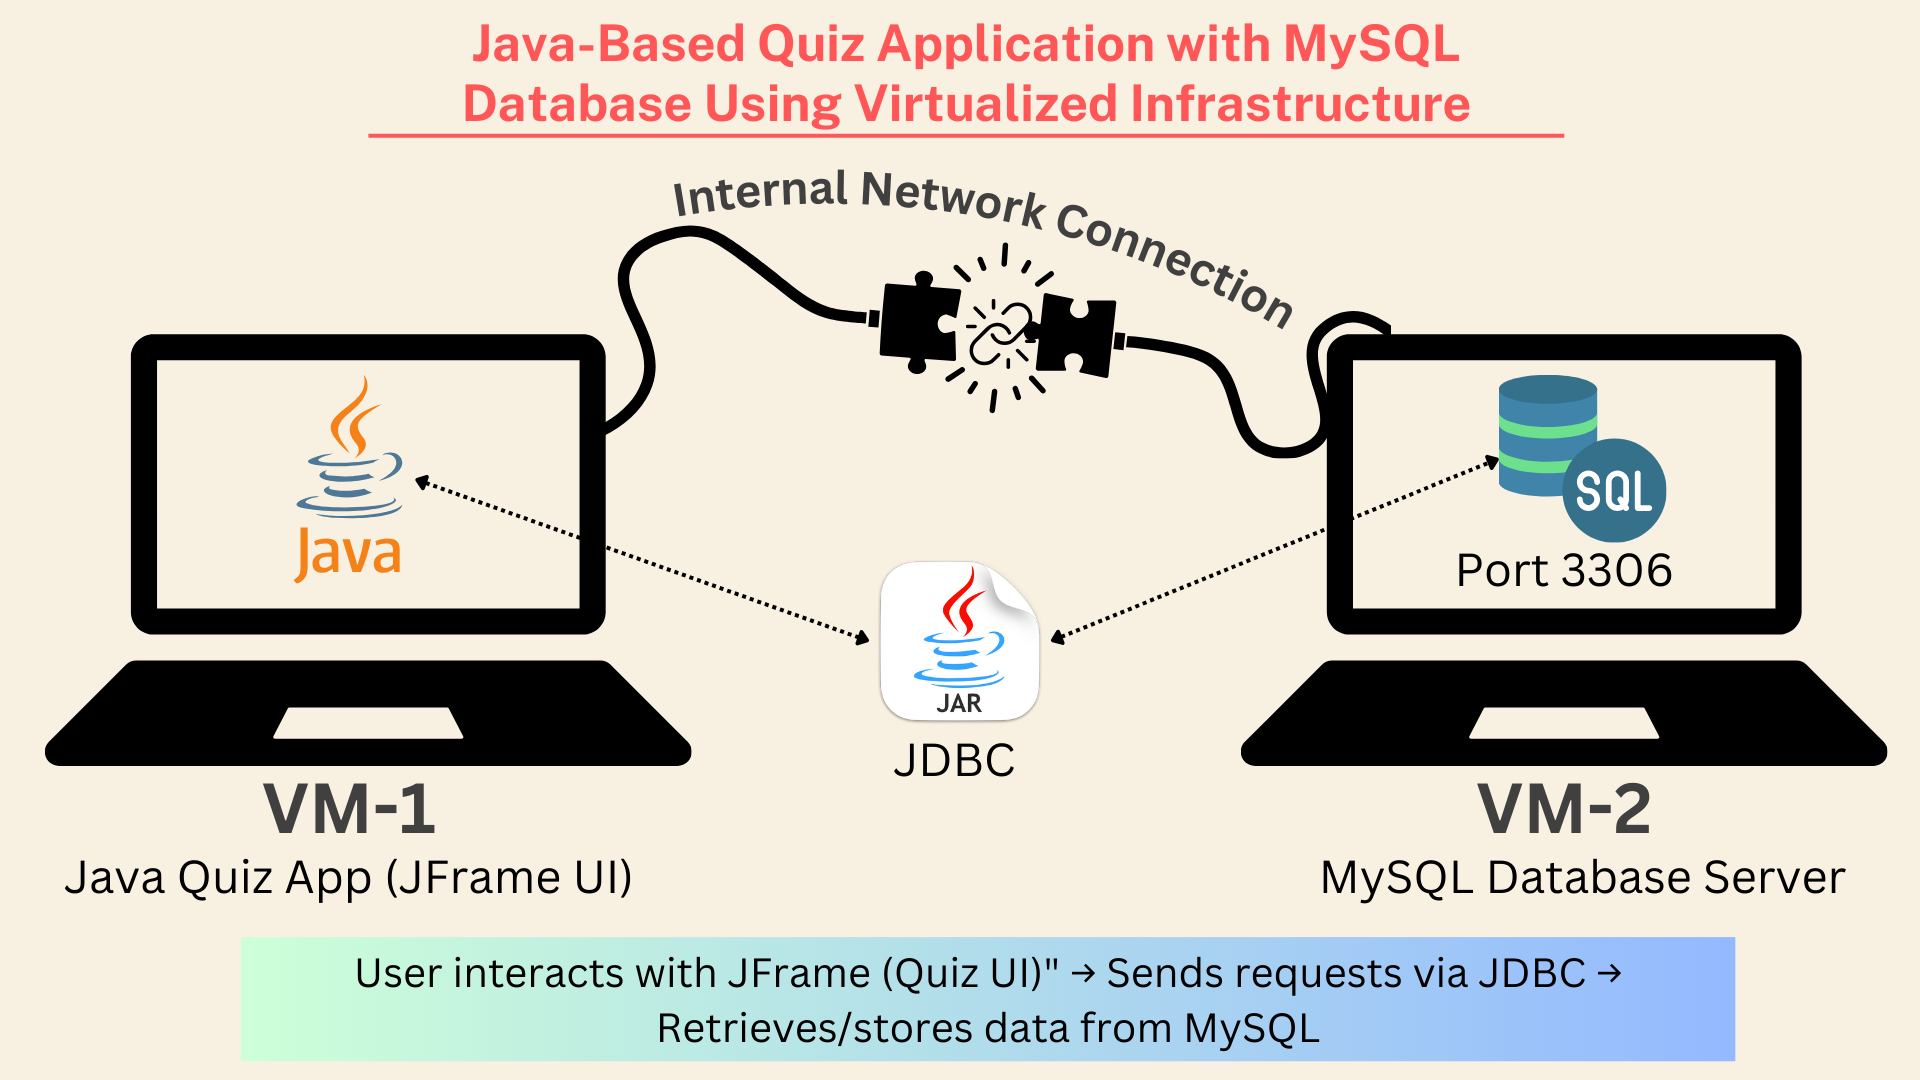 Java-Based Quiz Application with MySQL
Database Using Virtualized Infrastructure
Internal Network Connection
Java
SQL
Port 3306
JAR
JDBC
VM-1
Java Quiz App (JFrame UI)
VM-2
MySQL Database Server
User interacts with JFrame (Quiz UI)" → Sends requests via JDBC →
Retrieves/stores data from MySQL